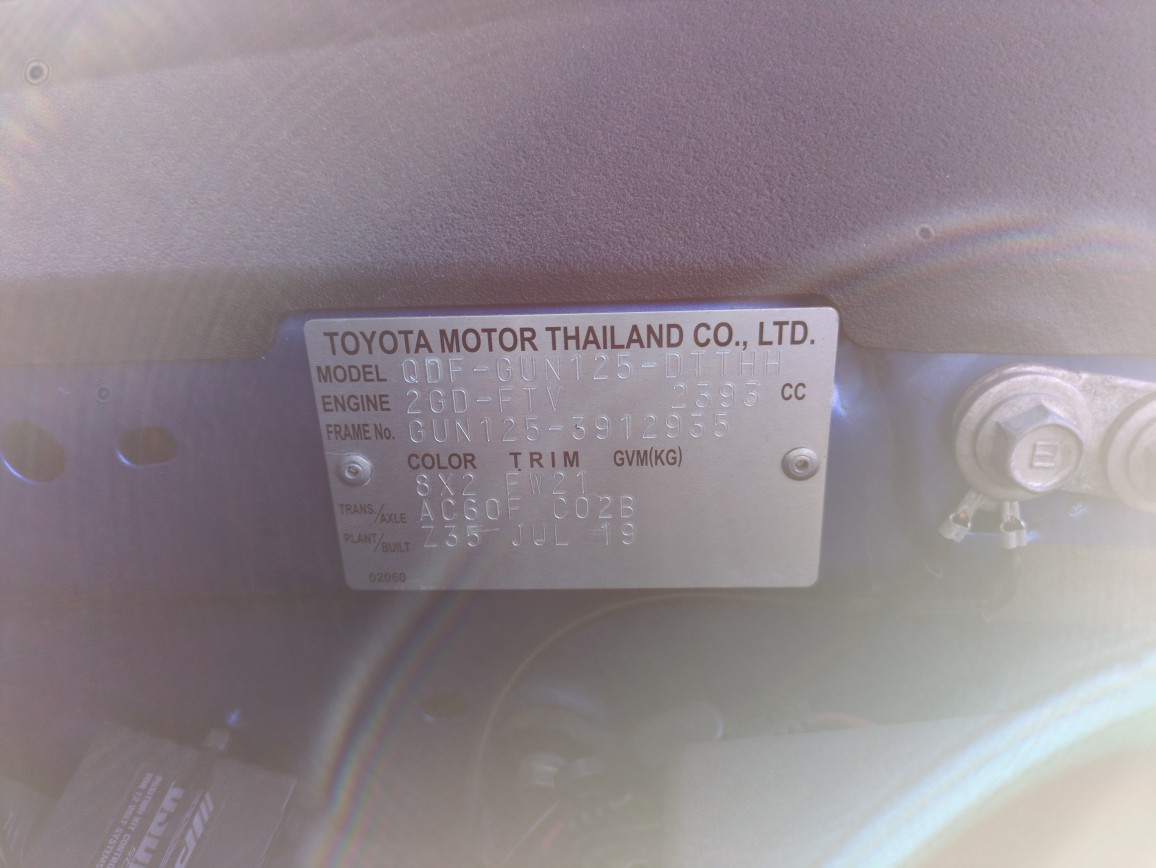 TOYOTA MOTOR THAILAND CO., LTD.
MODEL QDF-GUN125-DTTHH
ENGINE 2GD-FTV 2393 CC
FRAME No. GUN125-3912935
COLOR TRIM GVM(KG)
8X2 FW21
TRANS./AXLE AC60F C02B
PLANT/BUILT Z35 JUL 19
02060